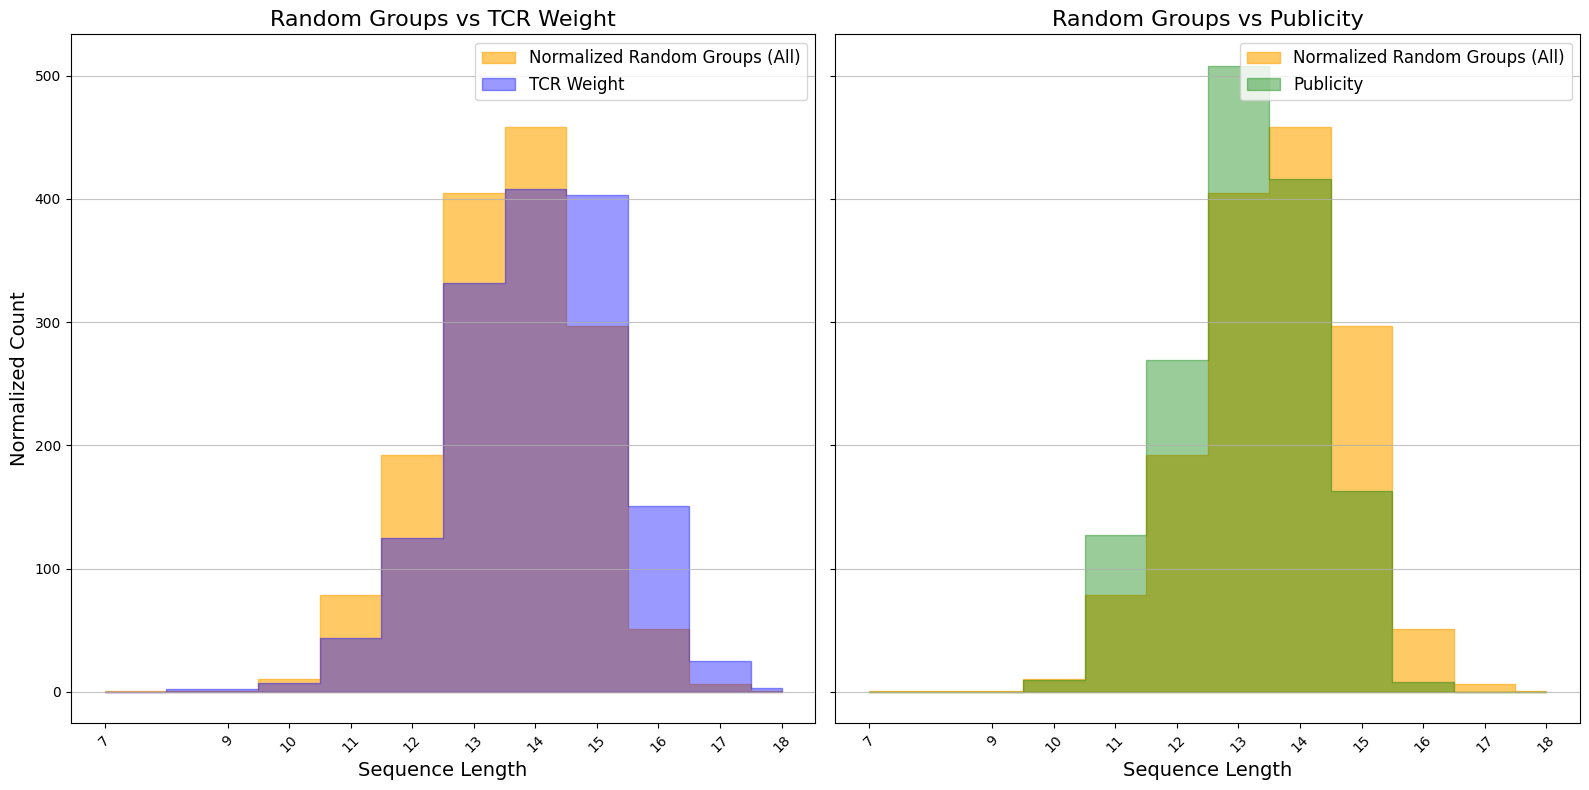 Random Groups vs TCR Weight
Normalized Random Groups (All)
TCR Weight
Normalized Count
500
400
300
200
100
0
7 9 10 11 12 13 14 15 16 17 18
Sequence Length
Random Groups vs Publicity
Normalized Random Groups (All)
Publicity
7 9 10 11 12 13 14 15 16 17 18
Sequence Length